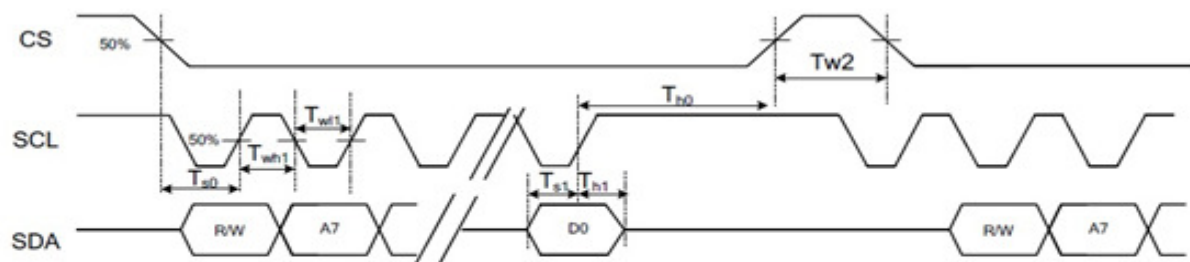 CS 50% Tw2
Th0
SCL 50% Twl1
Twh1
Ts0 Ts1 Th1
SDA R/W A7 D0 R/W A7